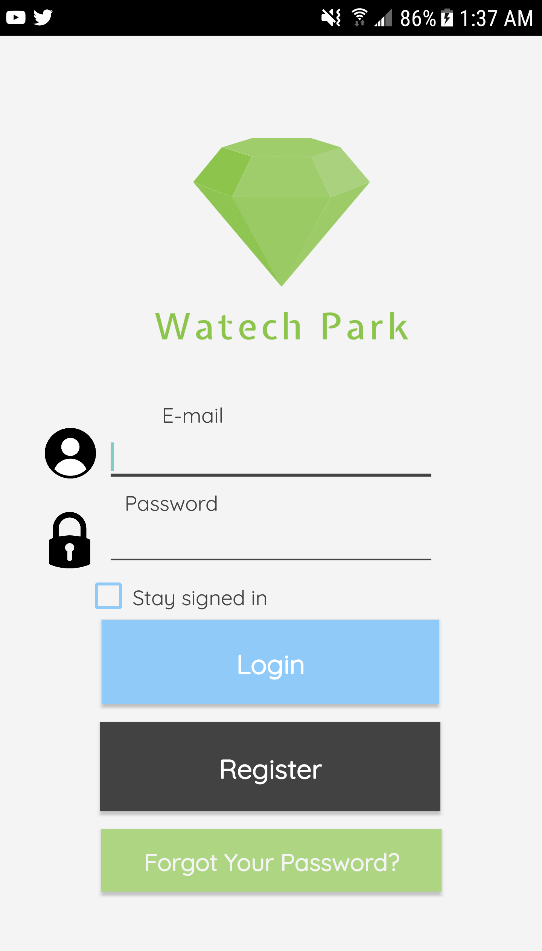 86% 1:37 AM
Watech Park
E-mail
Password
Stay signed in
Login
Register
Forgot Your Password?